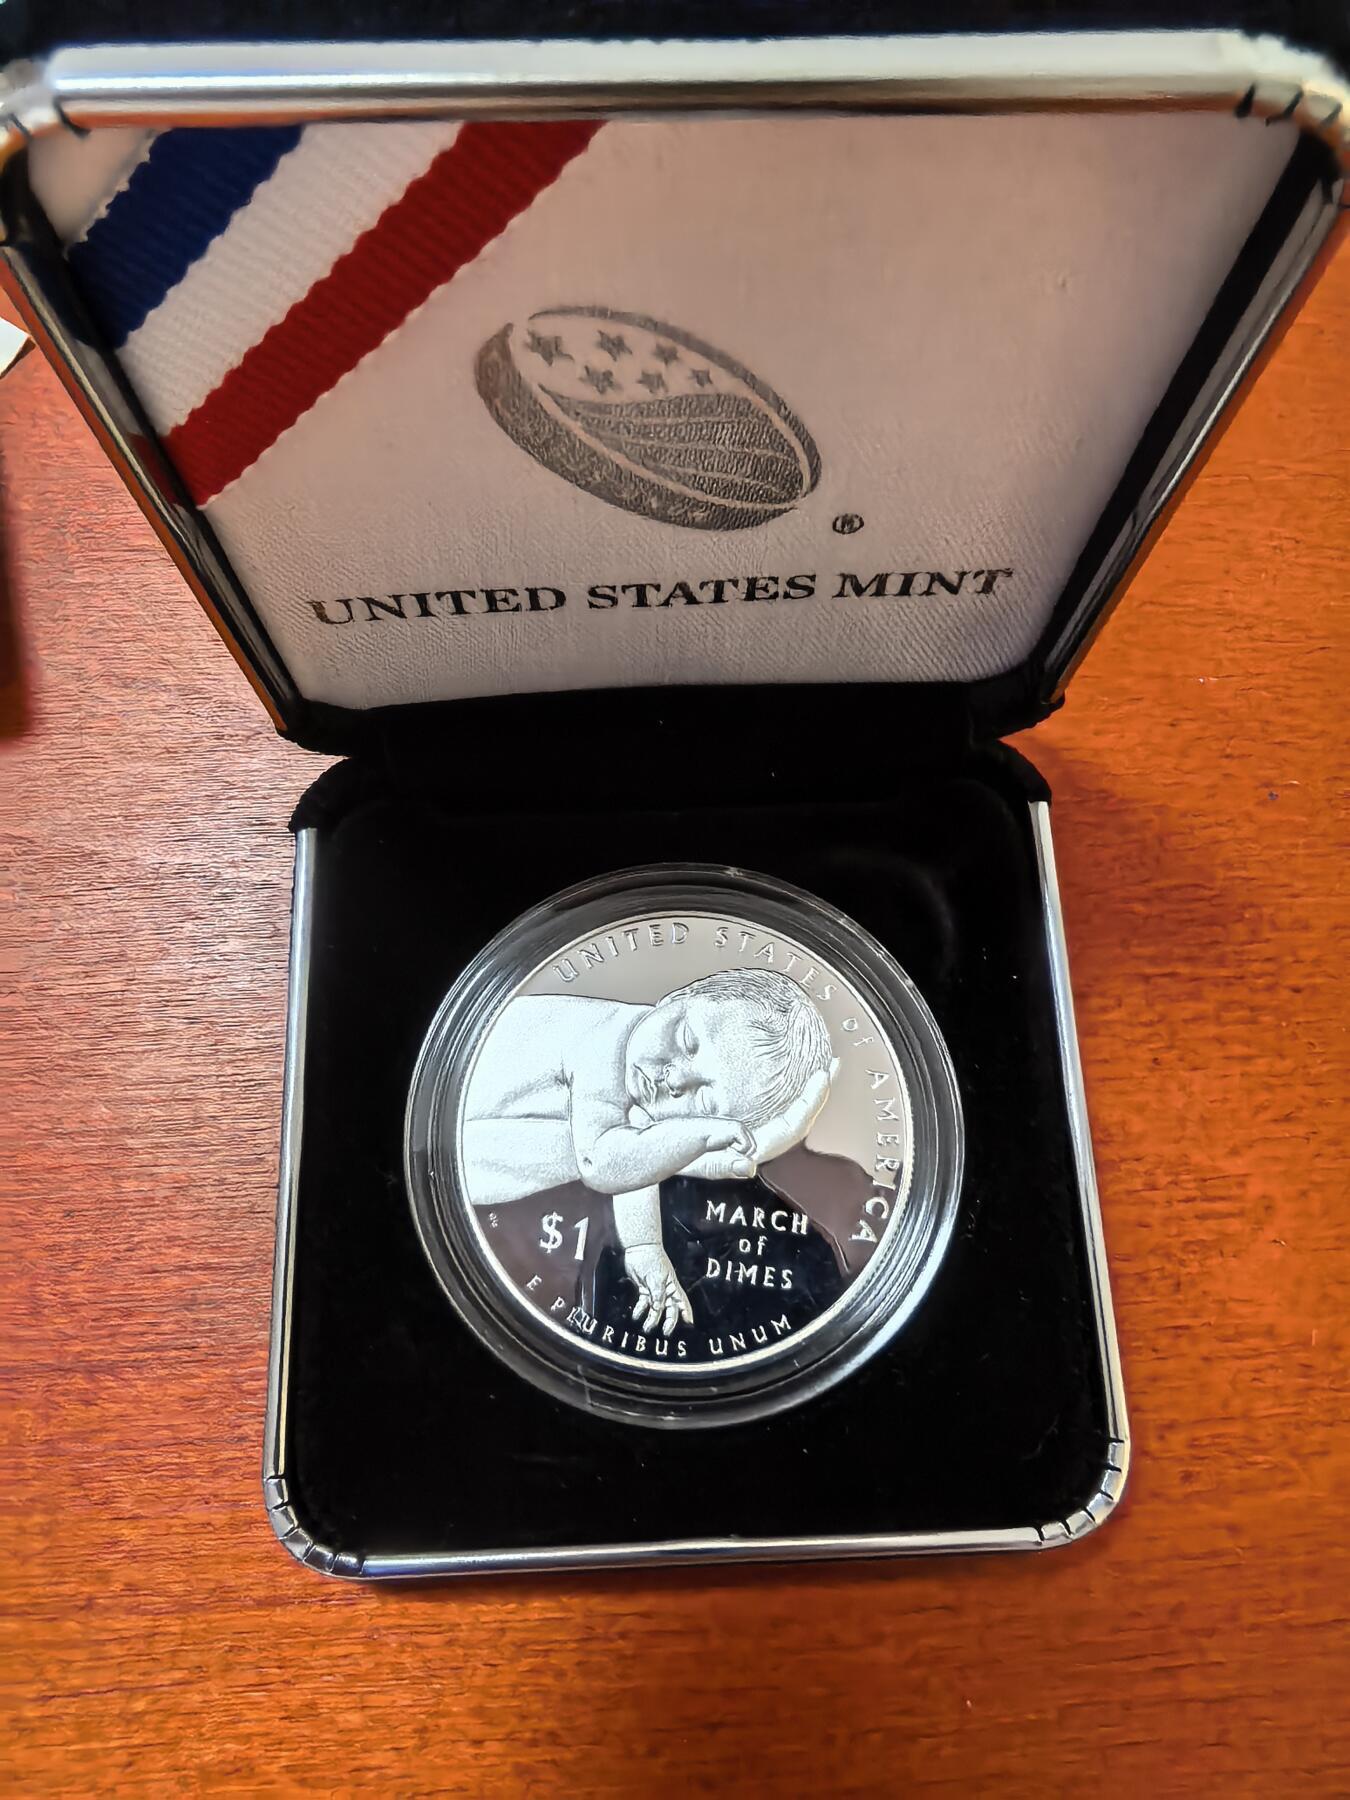 ®
UNITED STATES MINT
UNITED STATES of AMERICA
$1
MARCH
of
DIMES
E PLURIBUS UNUM